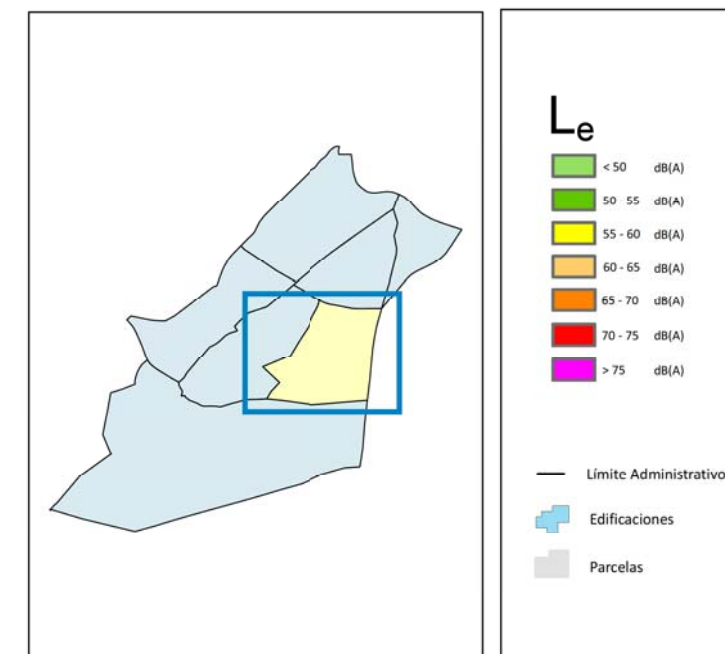 Le
< 50 dB(A)
50 - 55 dB(A)
55 - 60 dB(A)
60 - 65 dB(A)
65 - 70 dB(A)
70 - 75 dB(A)
> 75 dB(A)
Límite Administrativo
Edificaciones
Parcelas